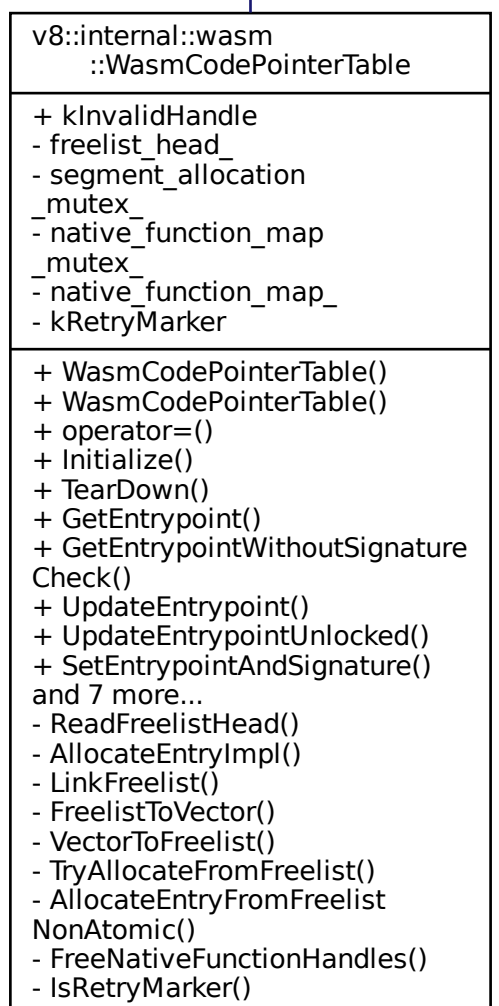 v8::internal::wasm
::WasmCodePointerTable
+ kInvalidHandle
- freelist_head_
- segment_allocation
_mutex_
- native_function_map
_mutex_
- native_function_map_
- kRetryMarker
+ WasmCodePointerTable()
+ WasmCodePointerTable()
+ operator=()
+ Initialize()
+ TearDown()
+ GetEntrypoint()
+ GetEntrypointWithoutSignature
Check()
+ UpdateEntrypoint()
+ UpdateEntrypointUnlocked()
+ SetEntrypointAndSignature()
and 7 more...
- ReadFreelistHead()
- AllocateEntryImpl()
- LinkFreelist()
- FreelistToVector()
- VectorToFreelist()
- TryAllocateFromFreelist()
- AllocateEntryFromFreelist
NonAtomic()
- FreeNativeFunctionHandles()
- IsRetryMarker()